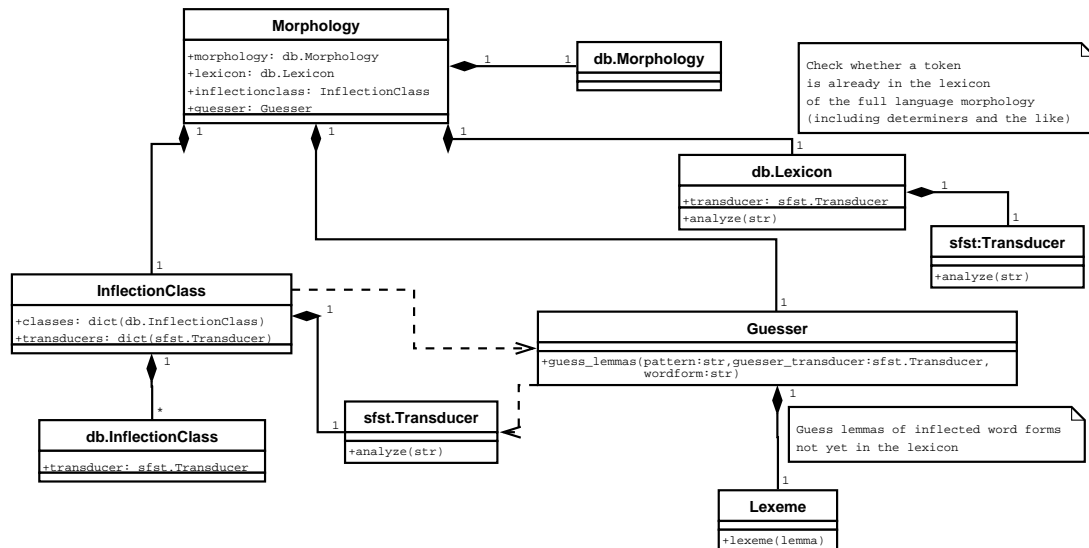 Morphology
+morphology: db.Morphology
+lexicon: db.Lexicon
+inflectionclass: InflectionClass
+guesser: Guesser
1
1
db.Morphology
Check whether a token
is already in the lexicon
of the full language morphology
(including determiners and the like)
1
1
1
1
db.Lexicon
+transducer: sfst.Transducer
+analyze(str)
1
1
sfst:Transducer
+analyze(str)
1
InflectionClass
+classes: dict(db.InflectionClass)
+transducers: dict(sfst.Transducer)
1
1
1
Guesser
+guess_lemmas(pattern:str,guesser_transducer:sfst.Transducer,
wordform:str)
*
db.InflectionClass
+transducer: sfst.Transducer
1
sfst.Transducer
+analyze(str)
1
Guess lemmas of inflected word forms
not yet in the lexicon
1
Lexeme
+lexeme(lemma)